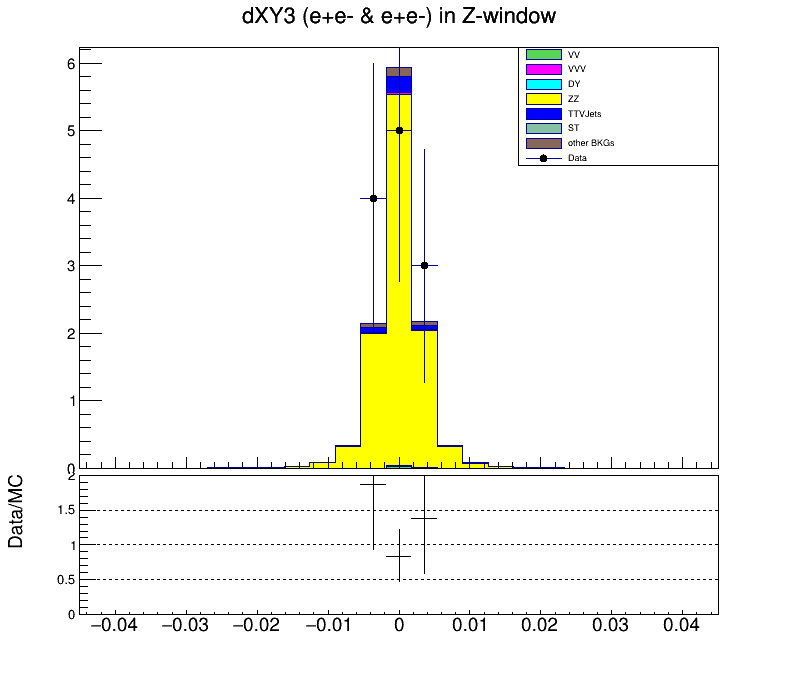 dXY3 (e+e- & e+e-) in Z-window
VV
VVV
DY
ZZ
TTVJets
ST
other BKGs
Data
6
5
4
3
2
1
0
Data/MC
2
1.5
1
0.5
0
−0.04 −0.03 −0.02 −0.01 0 0.01 0.02 0.03 0.04